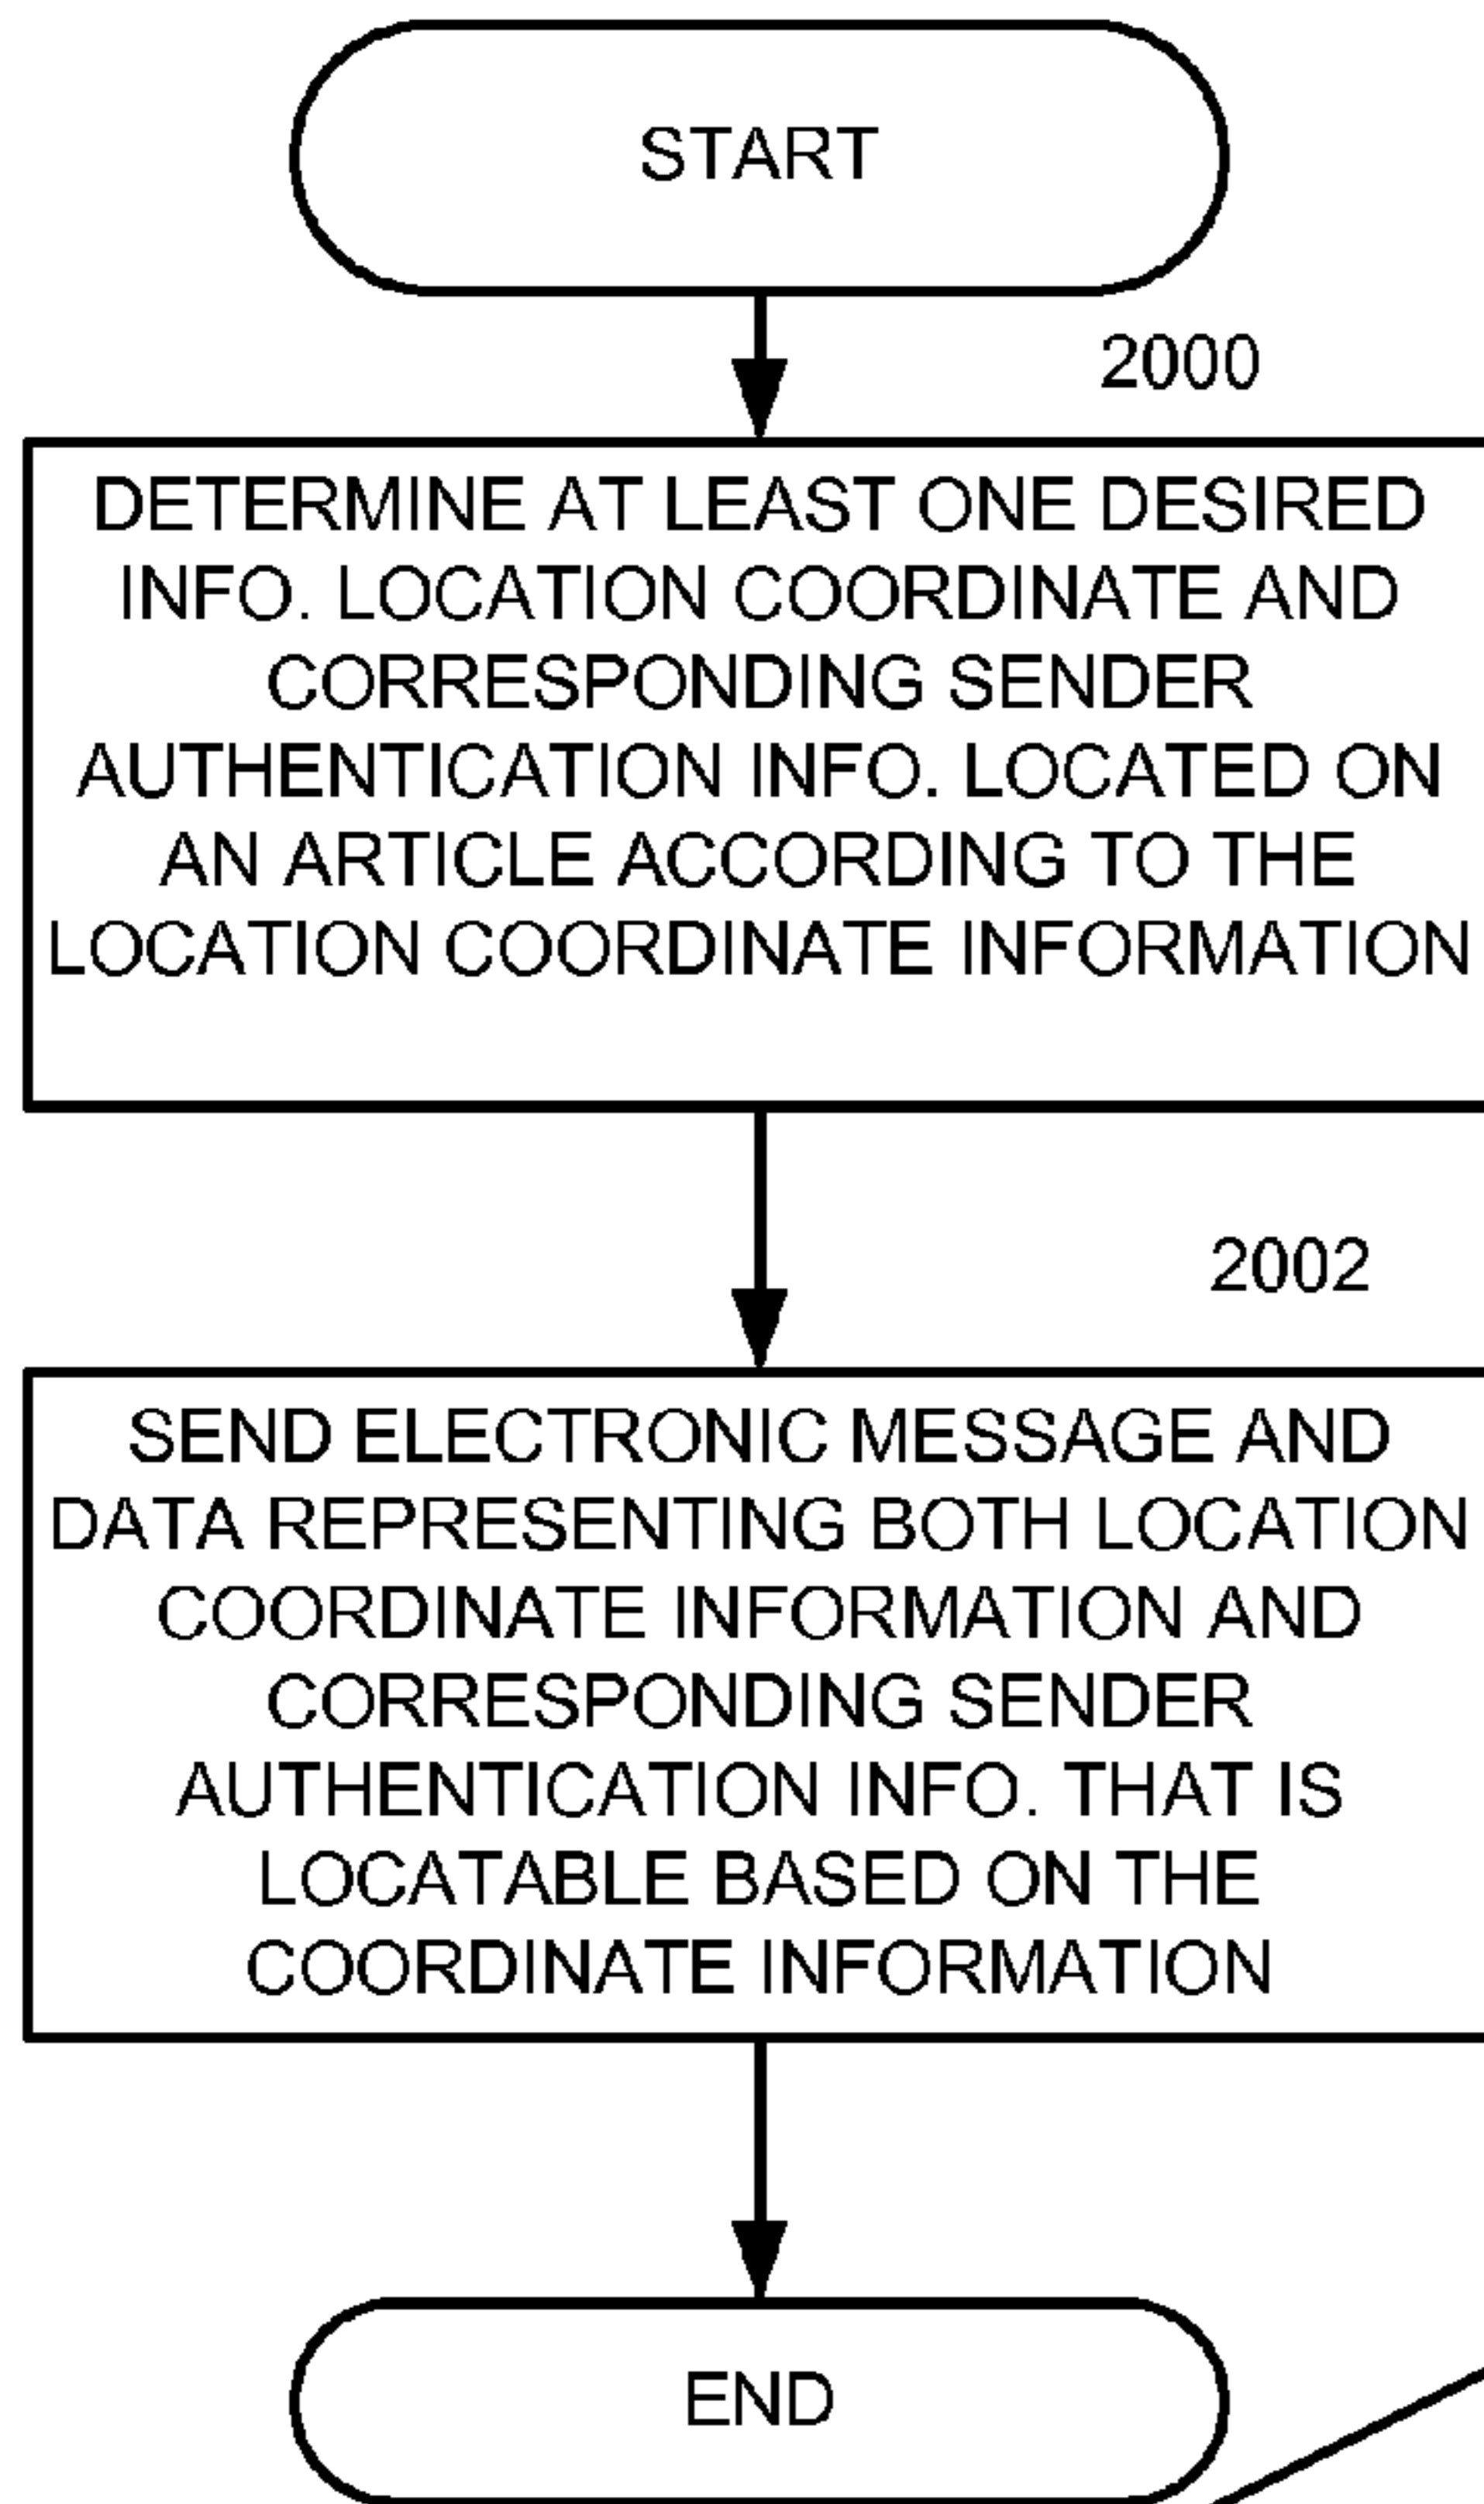 START
2000
DETERMINE AT LEAST ONE DESIRED
INFO. LOCATION COORDINATE AND
CORRESPONDING SENDER
AUTHENTICATION INFO. LOCATED ON
AN ARTICLE ACCORDING TO THE
LOCATION COORDINATE INFORMATION
2002
SEND ELECTRONIC MESSAGE AND
DATA REPRESENTING BOTH LOCATION
COORDINATE INFORMATION AND
CORRESPONDING SENDER
AUTHENTICATION INFO. THAT IS
LOCATABLE BASED ON THE
COORDINATE INFORMATION
END